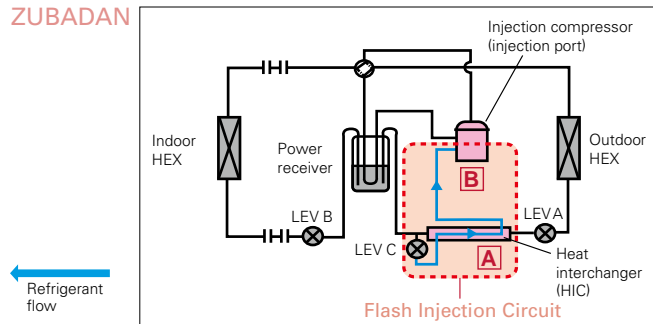 ZUBADAN
Injection compressor
(injection port)
Indoor
HEX
Power
receiver
Outdoor
HEX
B
LEV B
LEV A
LEV C
A
Heat
interchanger
(HIC)
Refrigerant
flow
Flash Injection Circuit